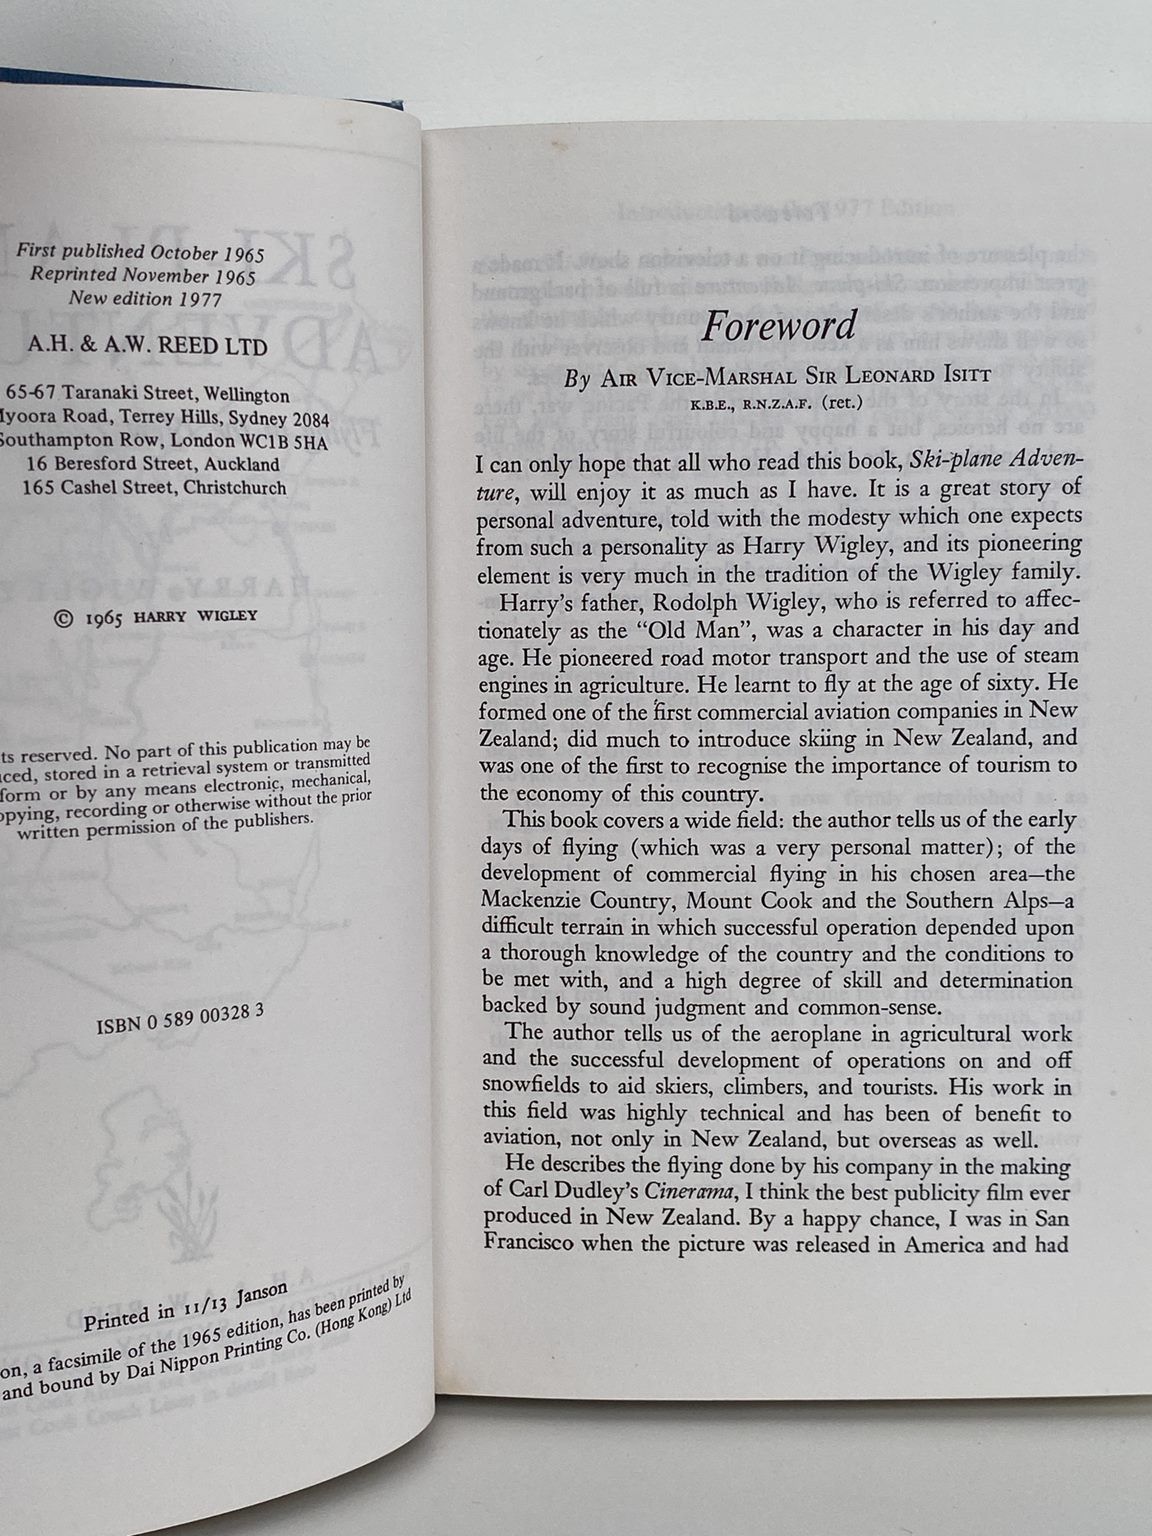 First published October 1965
Reprinted November 1965
New edition 1977
A.H. & A.W. REED LTD
65-67 Taranaki Street, Wellington
Road, Terrey Hills, Sydney 2084
Southampton Row, London WC1B 5HA
16 Beresford Street, Auckland
165 Cashel Street, Christchurch
© 1965 HARRY WIGLEY
reserved. No part of this publication may be
stored in a retrieval system or transmitted
form or by any means electronic, mechanical,
recording or otherwise without the prior
written permission of the publishers.
ISBN 0 589 00328 3
Printed in 11/13 Janson
a facsimile of the 1965 edition, has been printed by
and bound by Dai Nippon Printing Co. (Hong Kong) Ltd
Foreword
By AIR VICE-MARSHAL SIR LEONARD ISITT
K.B.E., R.N.Z.A.F. (ret.)
I can only hope that all who read this book, Ski-plane Adven-
ture, will enjoy it as much as I have. It is a great story of
personal adventure, told with the modesty which one expects
from such a personality as Harry Wigley, and its pioneering
element is very much in the tradition of the Wigley family.
Harry's father, Rodolph Wigley, who is referred to affec-
tionately as the “Old Man”, was a character in his day and
age. He pioneered road motor transport and the use of steam
engines in agriculture. He learnt to fly at the age of sixty. He
formed one of the first commercial aviation companies in New
Zealand; did much to introduce skiing in New Zealand, and
was one of the first to recognise the importance of tourism to
the economy of this country.
This book covers a wide field: the author tells us of the early
days of flying (which was a very personal matter); of the
development of commercial flying in his chosen area—the
Mackenzie Country, Mount Cook and the Southern Alps—a
difficult terrain in which successful operation depended upon
a thorough knowledge of the country and the conditions to
be met with, and a high degree of skill and determination
backed by sound judgment and common-sense.
The author tells us of the aeroplane in agricultural work
and the successful development of operations on and off
snowfields to aid skiers, climbers, and tourists. His work in
this field was highly technical and has been of benefit to
aviation, not only in New Zealand, but overseas as well.
He describes the flying done by his company in the making
of Carl Dudley's Cinerama, I think the best publicity film ever
produced in New Zealand. By a happy chance, I was in San
Francisco when the picture was released in America and had